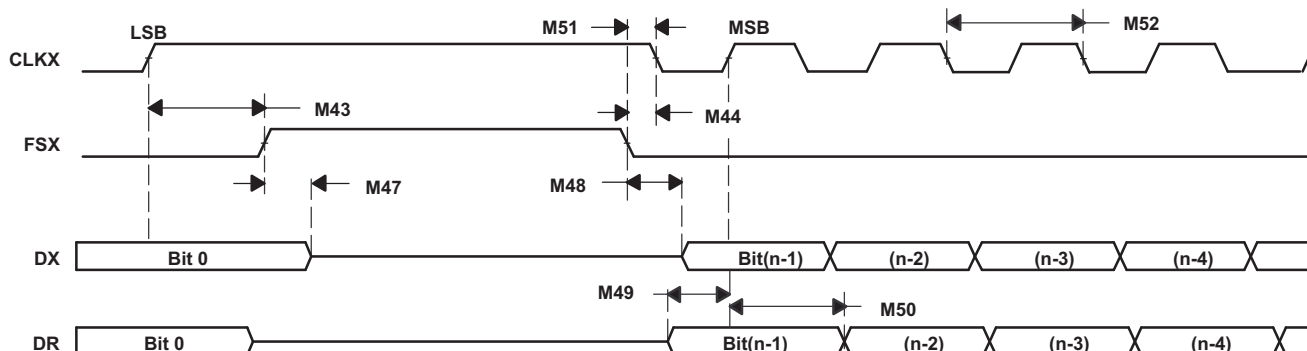 LSB M51 MSB M52
CLKX
M43 M44
FSX
M47 M48
DX Bit 0 Bit(n-1) (n-2) (n-3) (n-4)
M49 M50
DR Bit 0 Bit(n-1) (n-2) (n-3) (n-4)